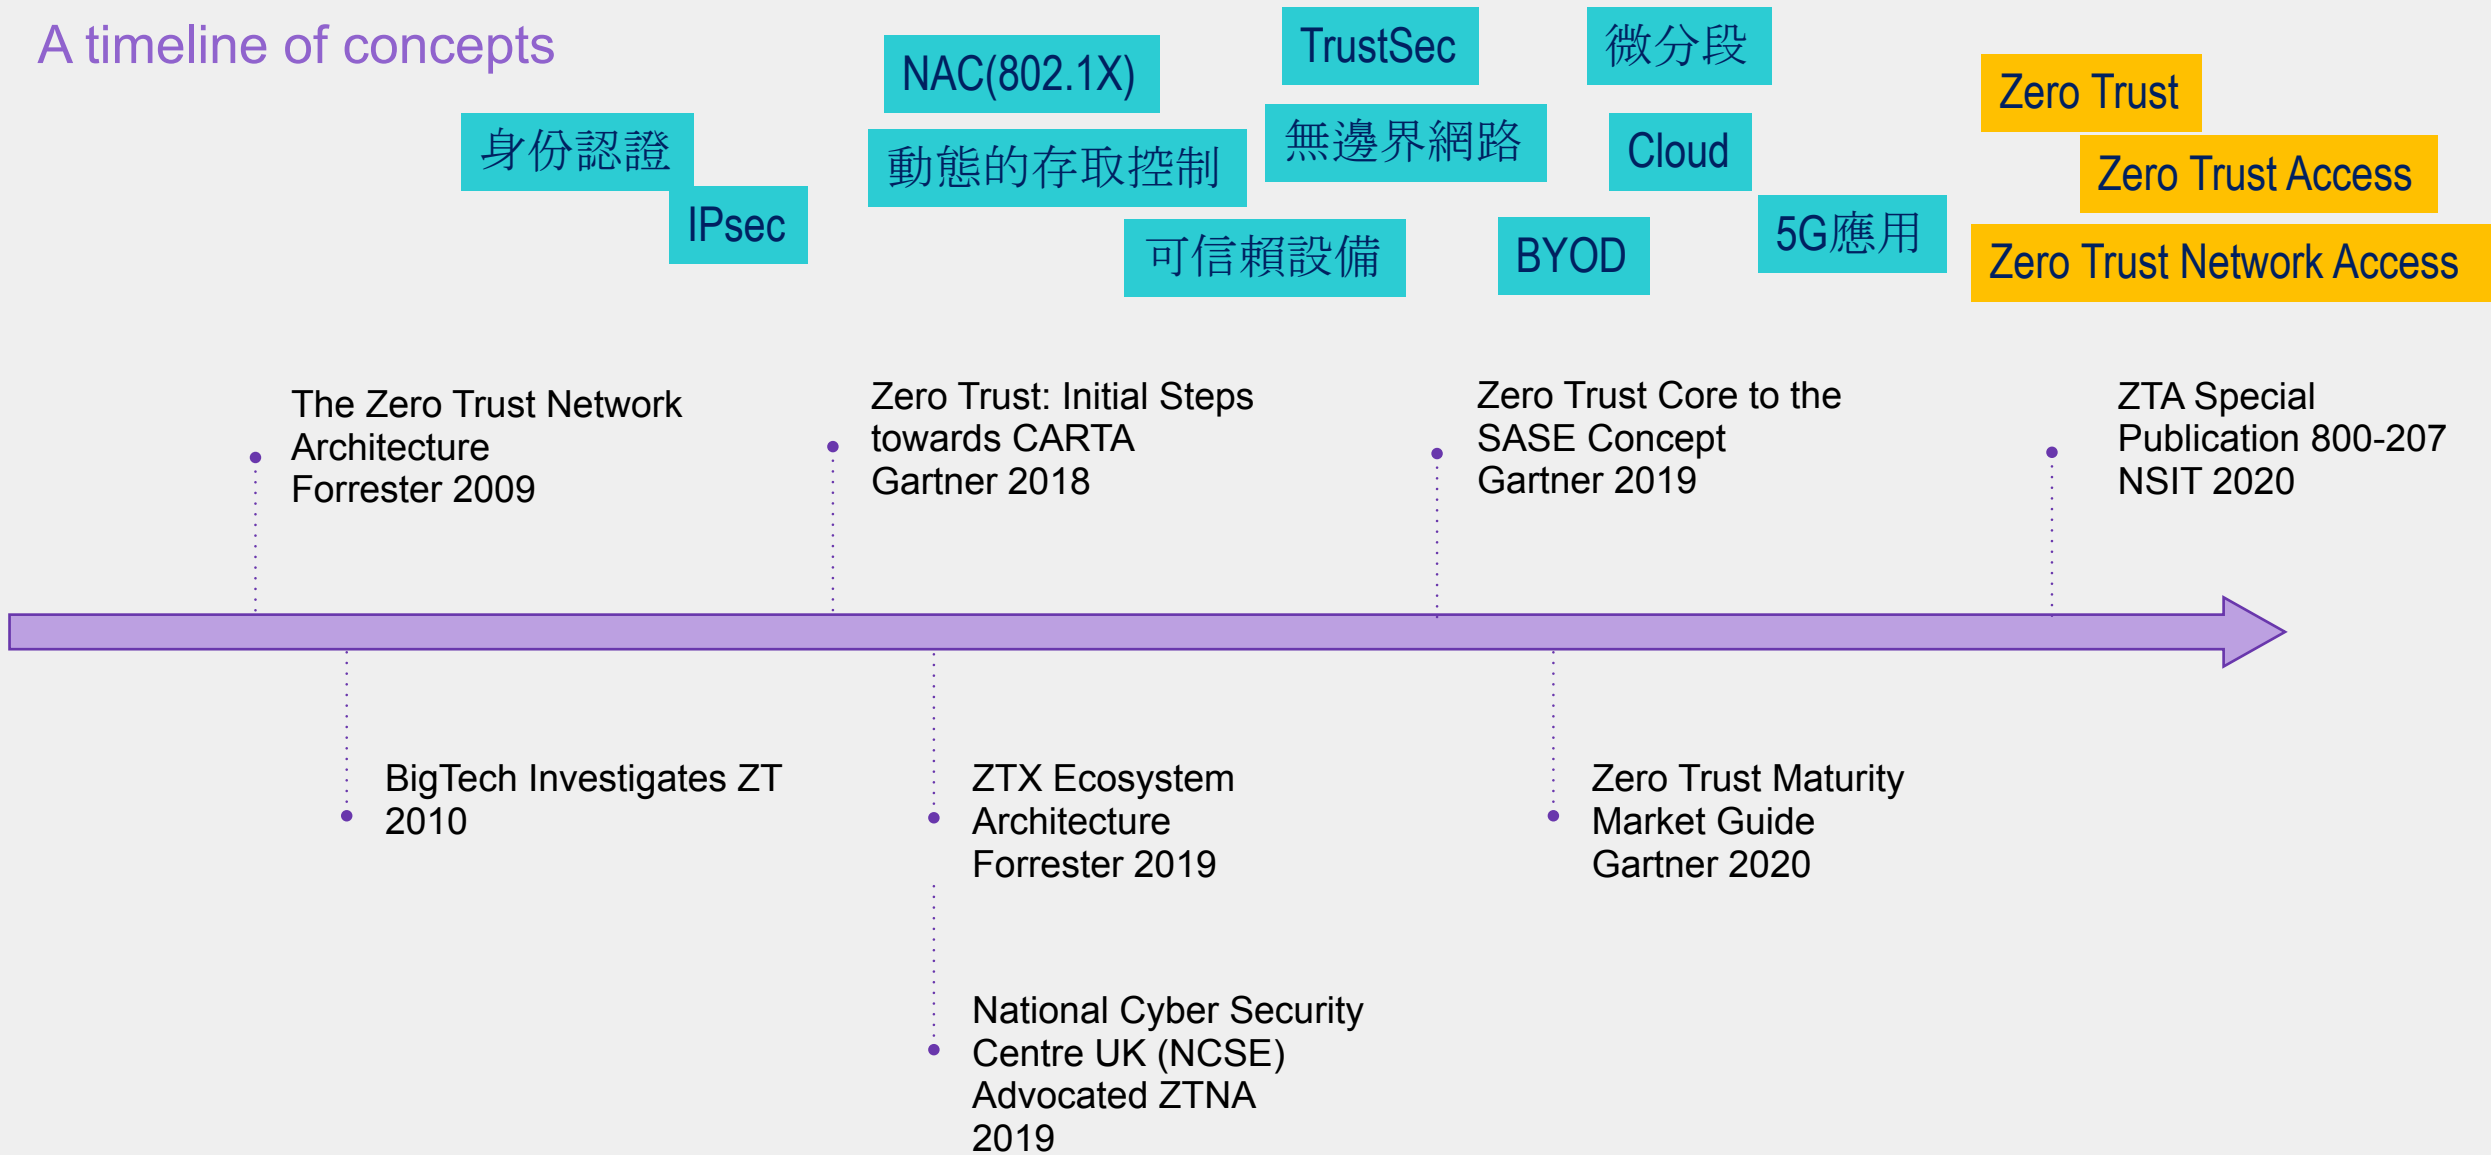 A timeline of concepts
身份認證
IPsec
NAC(802.1X)
動態的存取控制
可信賴設備
TrustSec
無邊界網路
BYOD
微分段
Cloud
5G應用
Zero Trust
Zero Trust Access
Zero Trust Network Access
The Zero Trust Network
Architecture
Forrester 2009
Zero Trust: Initial Steps
towards CARTA
Gartner 2018
Zero Trust Core to the
SASE Concept
Gartner 2019
ZTA Special
Publication 800-207
NSIT 2020
BigTech Investigates ZT
2010
ZTX Ecosystem
Architecture
Forrester 2019
Zero Trust Maturity
Market Guide
Gartner 2020
National Cyber Security
Centre UK (NCSE)
Advocated ZTNA
2019